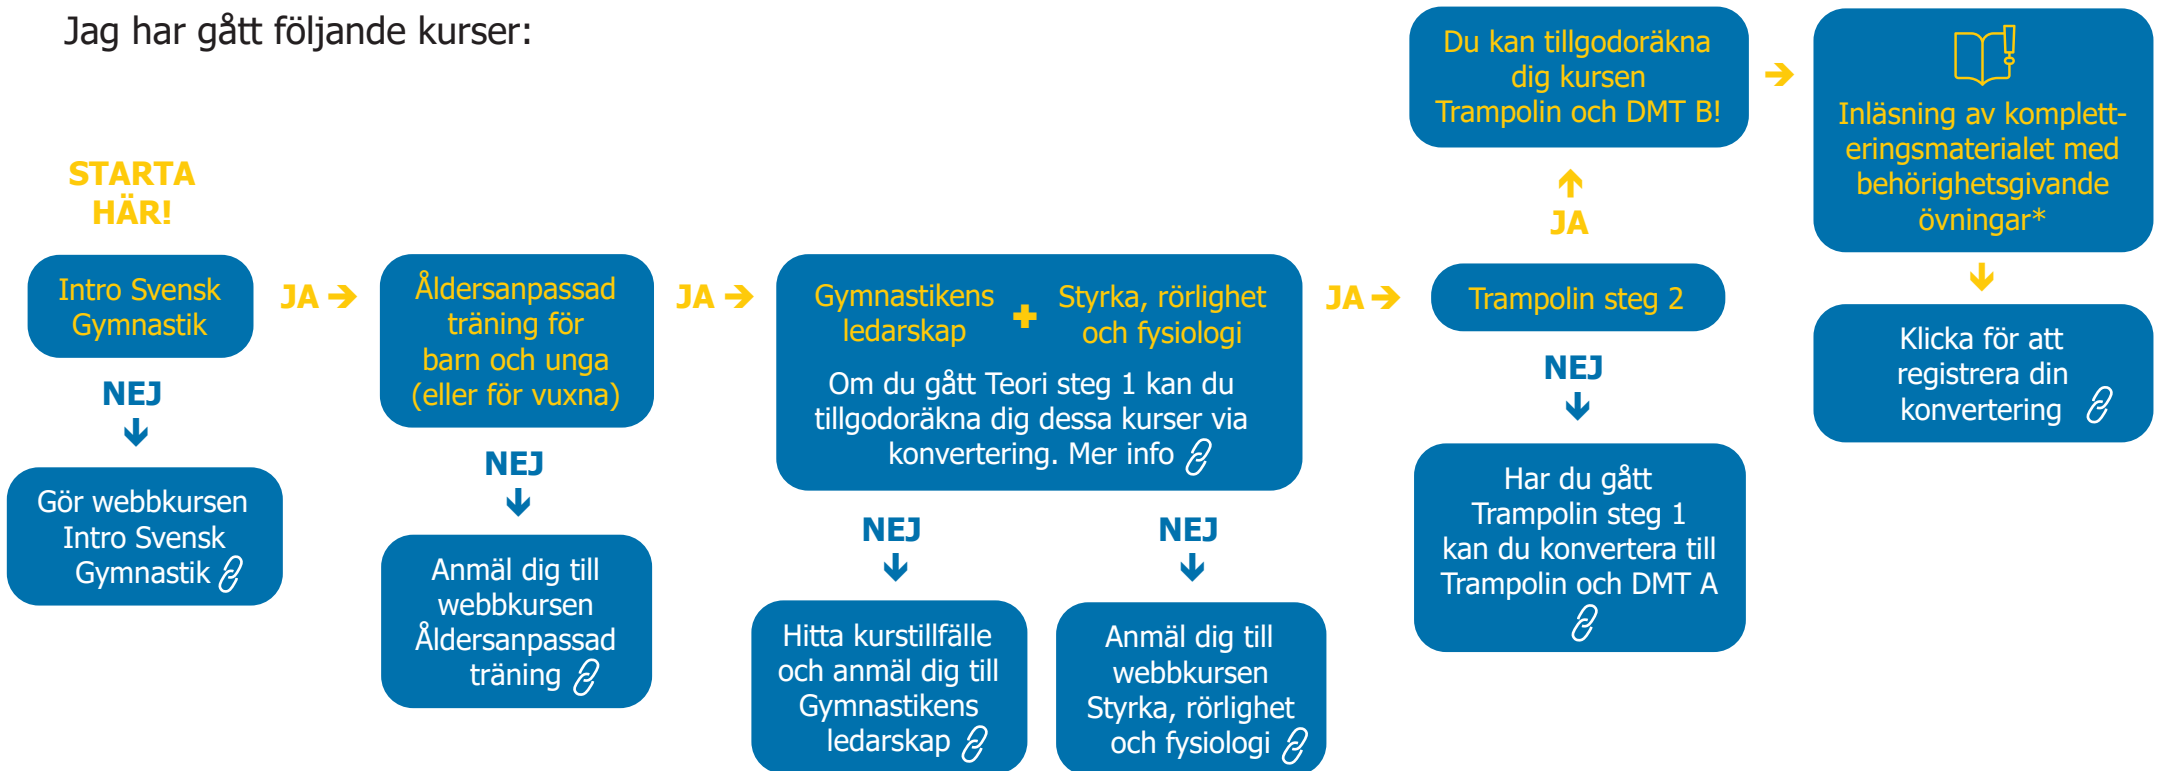 Jag har gått följande kurser:
STARTA
HÄR!
Intro Svensk
Gymnastik
JA
NEJ
Gör webbkursen
Intro Svensk
Gymnastik
Åldersanpassad
träning för
barn och unga
(eller för vuxna)
JA
NEJ
Anmäl dig till
webbkursen
Åldersanpassad
träning
Gymnastikens
ledarskap
+
Styrka, rörlighet
och fysiologi
Om du gått Teori steg 1 kan du
tillgodoräkna dig dessa kurser via
konvertering. Mer info
JA
NEJ
Hitta kurstillfälle
och anmäl dig till
Gymnastikens
ledarskap
NEJ
Anmäl dig till
webbkursen
Styrka, rörlighet
och fysiologi
Trampolin steg 2
NEJ
Har du gått
Trampolin steg 1
kan du konvertera till
Trampolin och DMT A
JA
Du kan tillgodoräkna
dig kursen
Trampolin och DMT B!
Inläsning av komplett-
eringsmaterialet med
behörighetsgivande
övningar*
Klicka för att
registrera din
konvertering